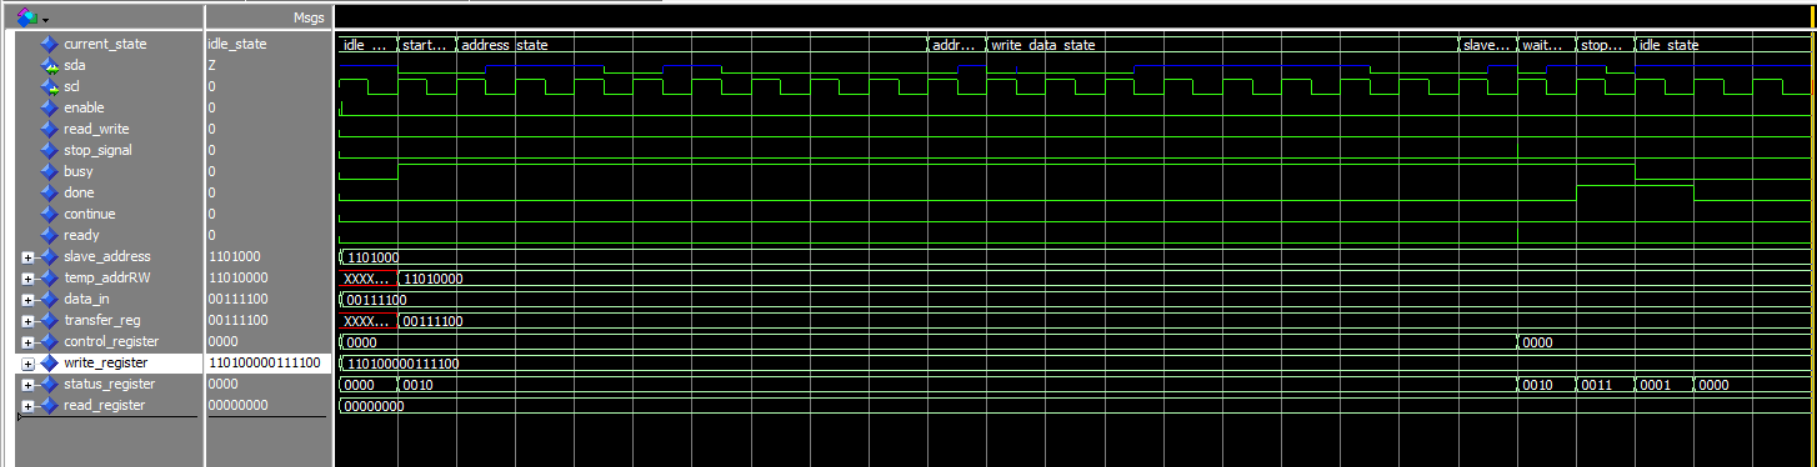 Msgs
current_state idle_state idle ... start... address state addr... write data state slave... wait... stop... idle state
sda Z
scl 0
enable 0
read_write 0
stop_signal 0
busy 0
done 0
continue 0
ready 0
slave_address 1101000 1101000
temp_addrRW 11010000 XXXX... 11010000
data_in 00111100 00111100
transfer_reg 00111100 XXXX... 00111100
control_register 0000 0000 0000
write_register 110100000111100 110100000111100
status_register 0000 0000 0010 0010 0011 0001 0000
read_register 00000000 00000000